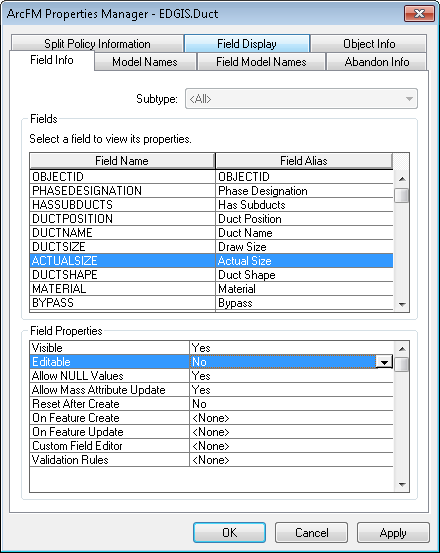 ArcFM Properties Manager - EDGIS.Duct
Split Policy Information Field Display Object Info
Field Info Model Names Field Model Names Abandon Info
Subtype: <All>
Fields
Select a field to view its properties.
Field Name Field Alias
OBJECTID OBJECTID
PHASEDESIGNATION Phase Designation
HASSUBDUCTS Has Subducts
DUCTPOSITION Duct Position
DUCTNAME Duct Name
DUCTSIZE Draw Size
ACTUALSIZE Actual Size
DUCTSHAPE Duct Shape
MATERIAL Material
BYPASS Bypass
Field Properties
Visible Yes
Editable No
Allow NULL Values Yes
Allow Mass Attribute Update Yes
Reset After Create No
On Feature Create <None>
On Feature Update <None>
Custom Field Editor <None>
Validation Rules <None>
OK Cancel Apply